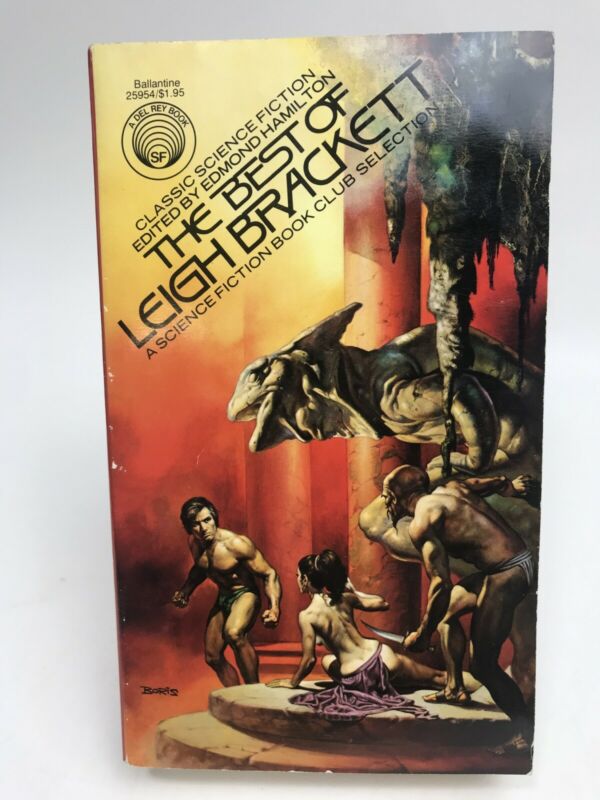 Ballantine
25954/$1.95
A DEL REY BOOK
SF
CLASSIC SCIENCE FICTION
EDITED BY EDMOND HAMILTON
THE BEST OF
LEIGH BRACKETT
A SCIENCE FICTION BOOK CLUB SELECTION
BORIS